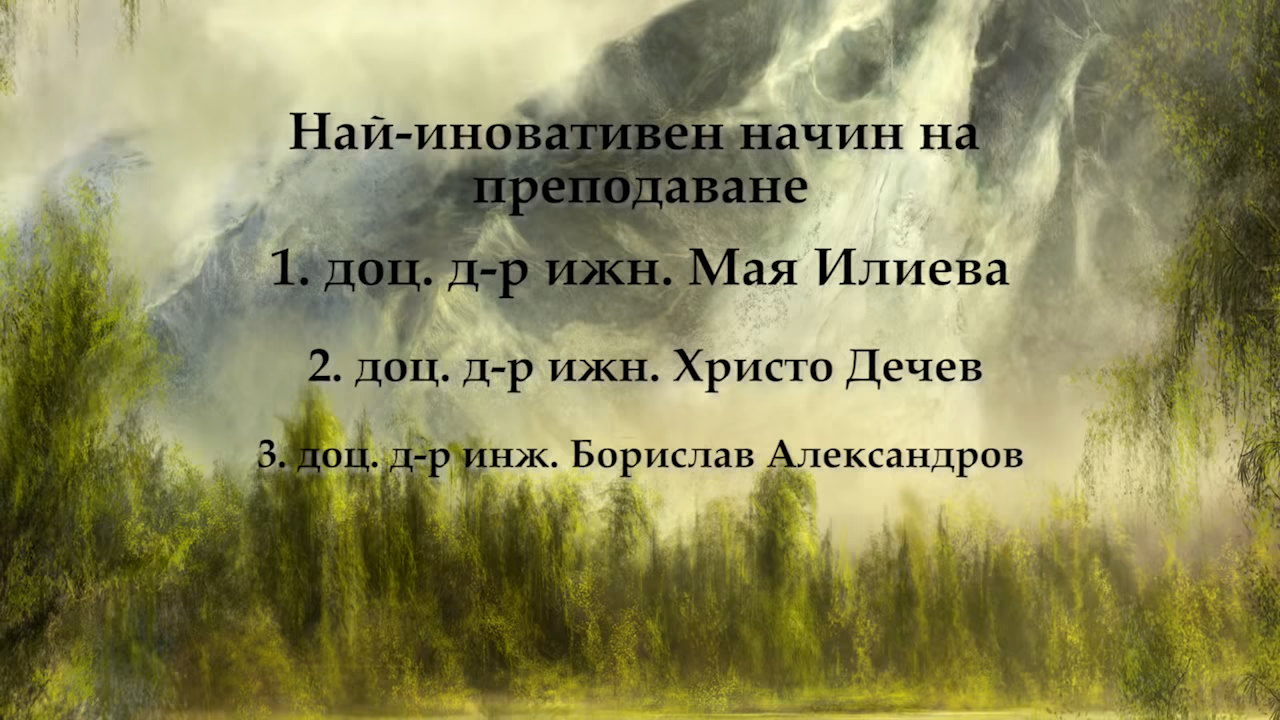 Най-иновативен начин на
преподаване
1. доц. д-р ижн. Мая Илиева
2. доц. д-р ижн. Христо Дечев
3. доц. д-р инж. Борислав Александров